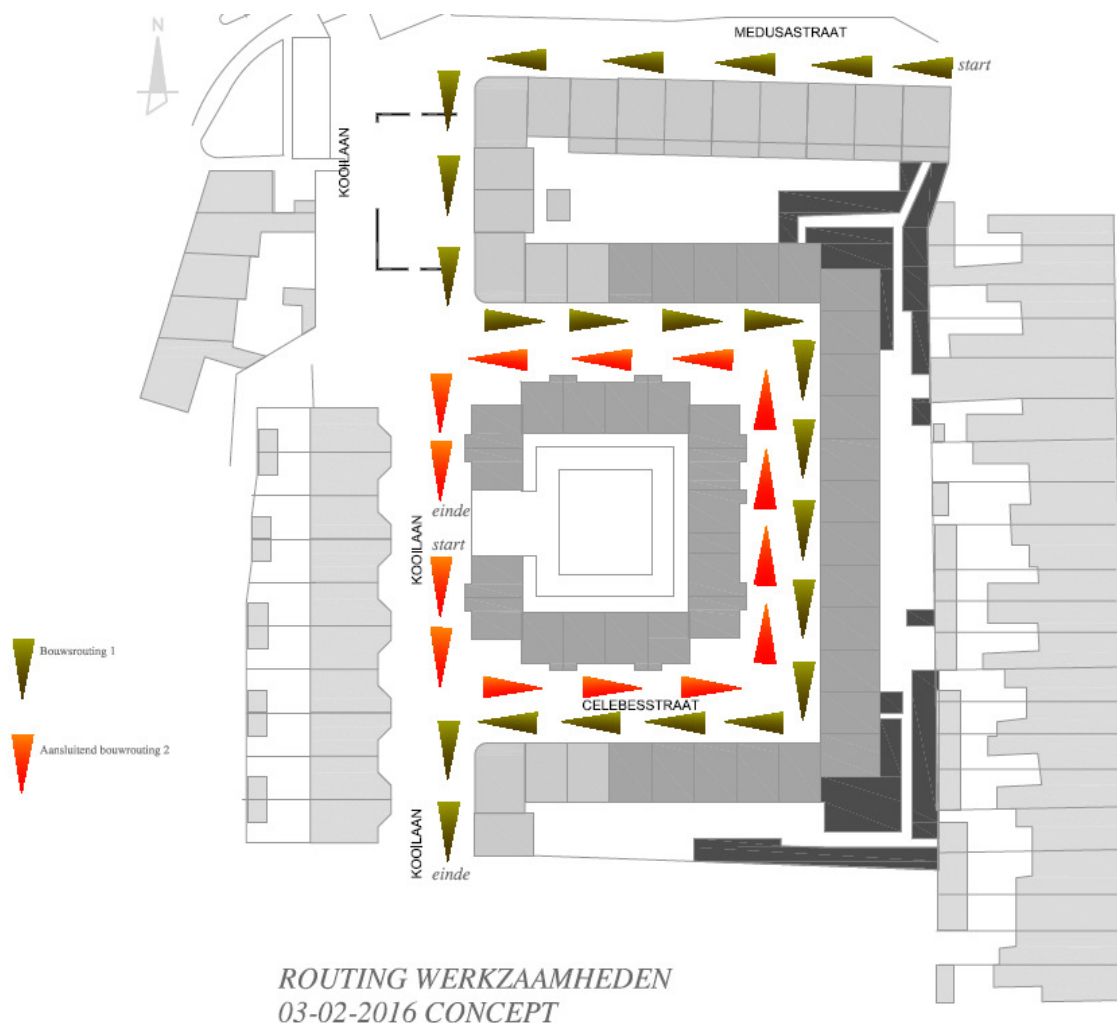 MEDUSASTRAAT
N
start
KOOILAAN
einde
start
KOOILAAN
Bouwsrouting 1
CELEBESSTRAAT
Aansluitend bouwrouting 2
KOOILAAN
einde
ROUTING WERKZAAMHEDEN
03-02-2016 CONCEPT